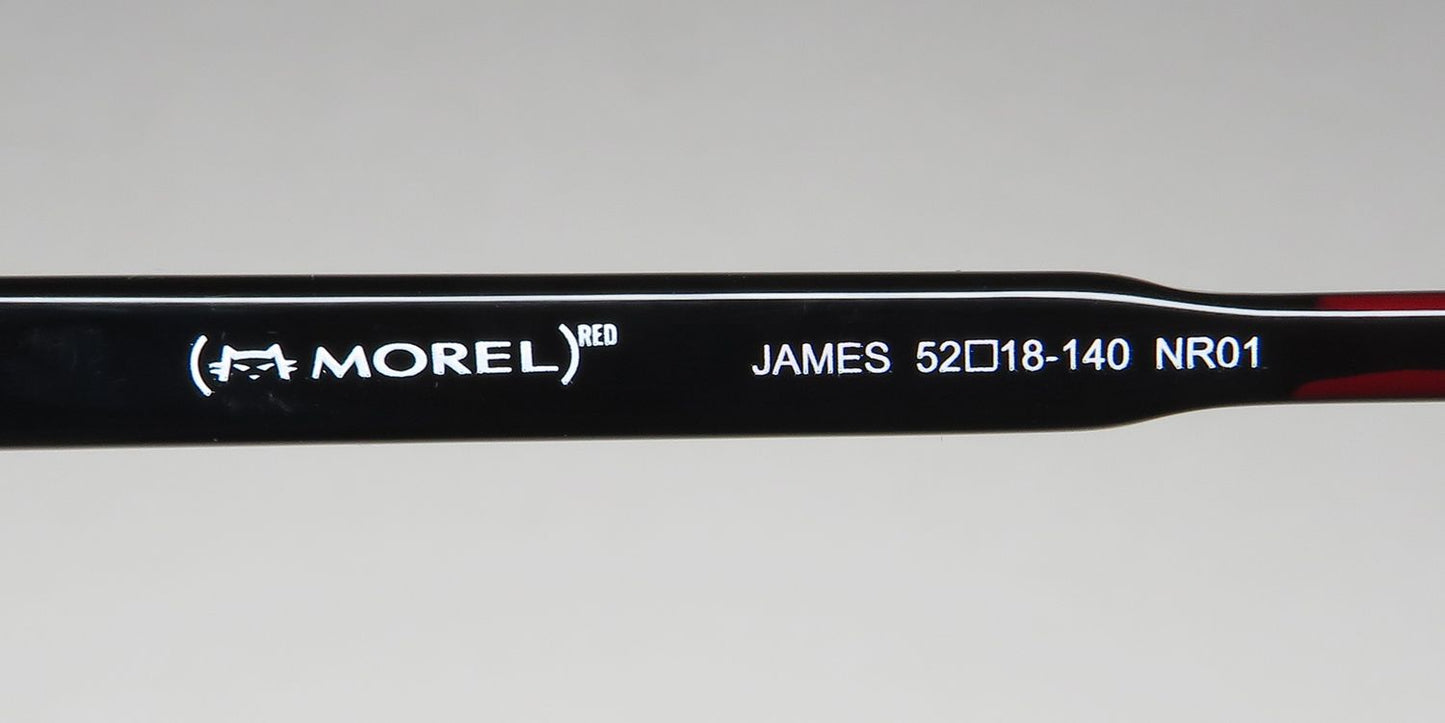 (MOREL)RED JAMES 52□18-140 NR01